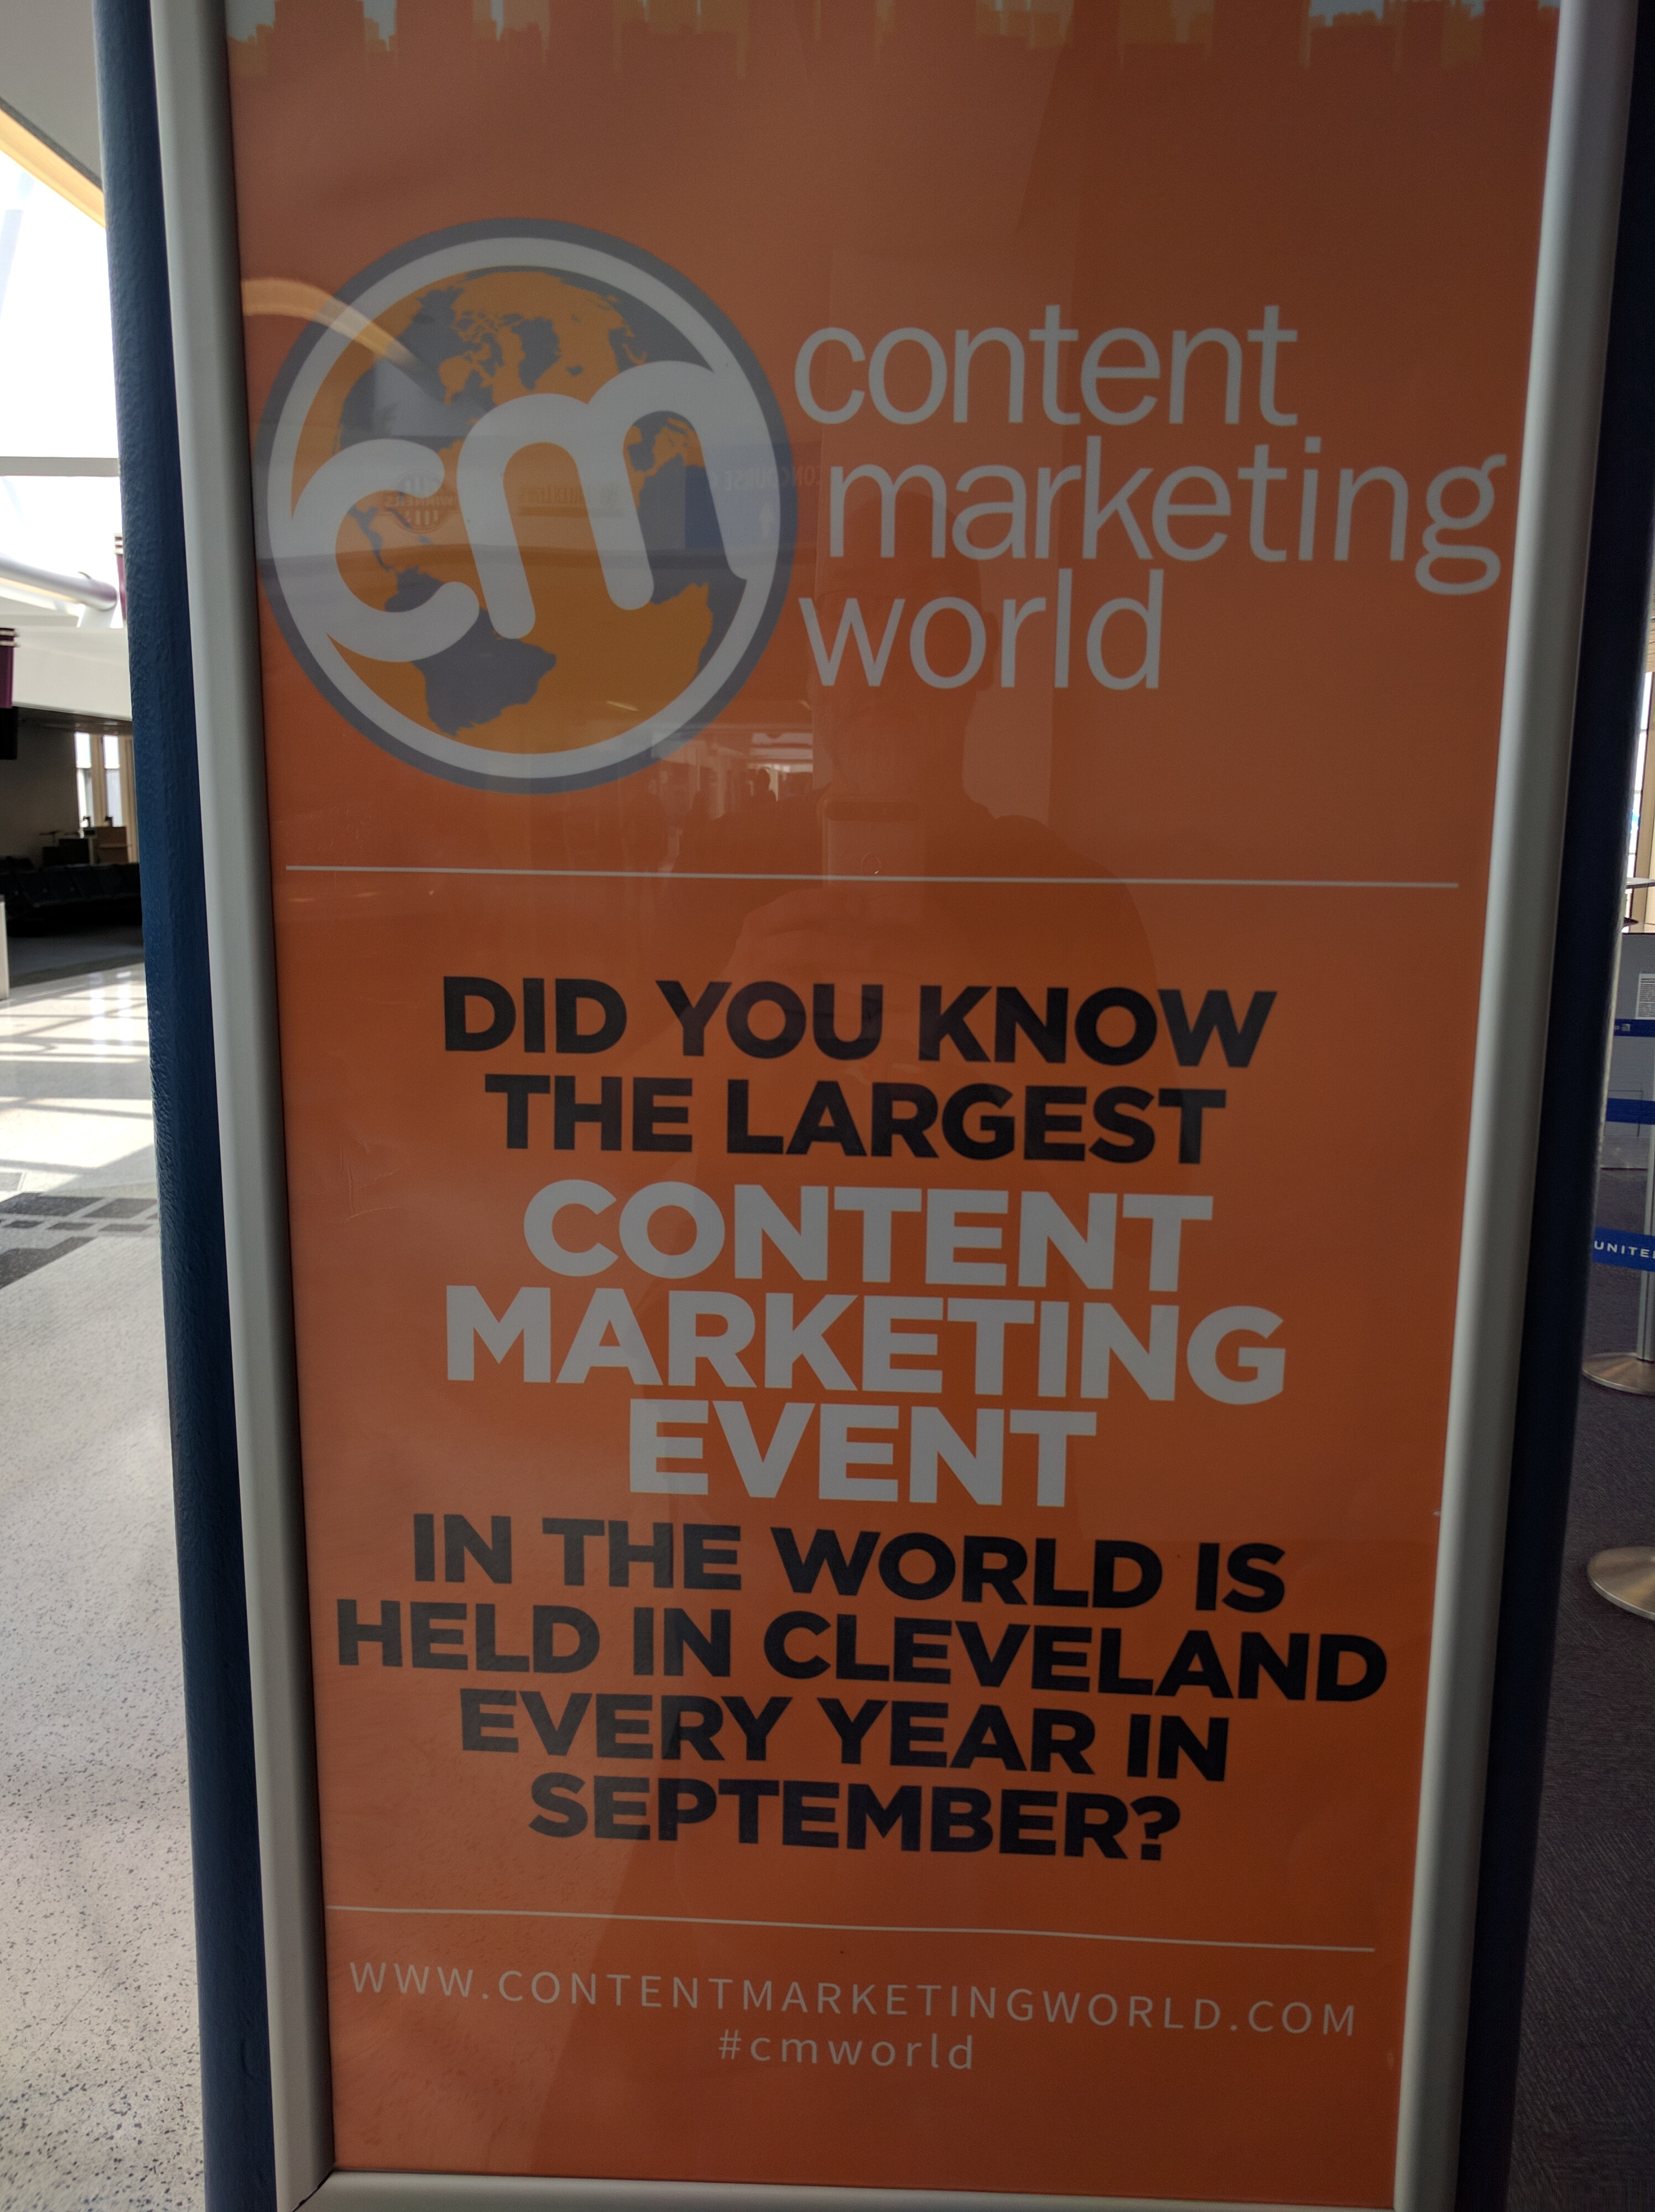 cm
content
marketing
world
DID YOU KNOW
THE LARGEST
CONTENT
MARKETING
EVENT
IN THE WORLD IS
HELD IN CLEVELAND
EVERY YEAR IN
SEPTEMBER?
WWW.CONTENTMARKETINGWORLD.COM
#cmworld